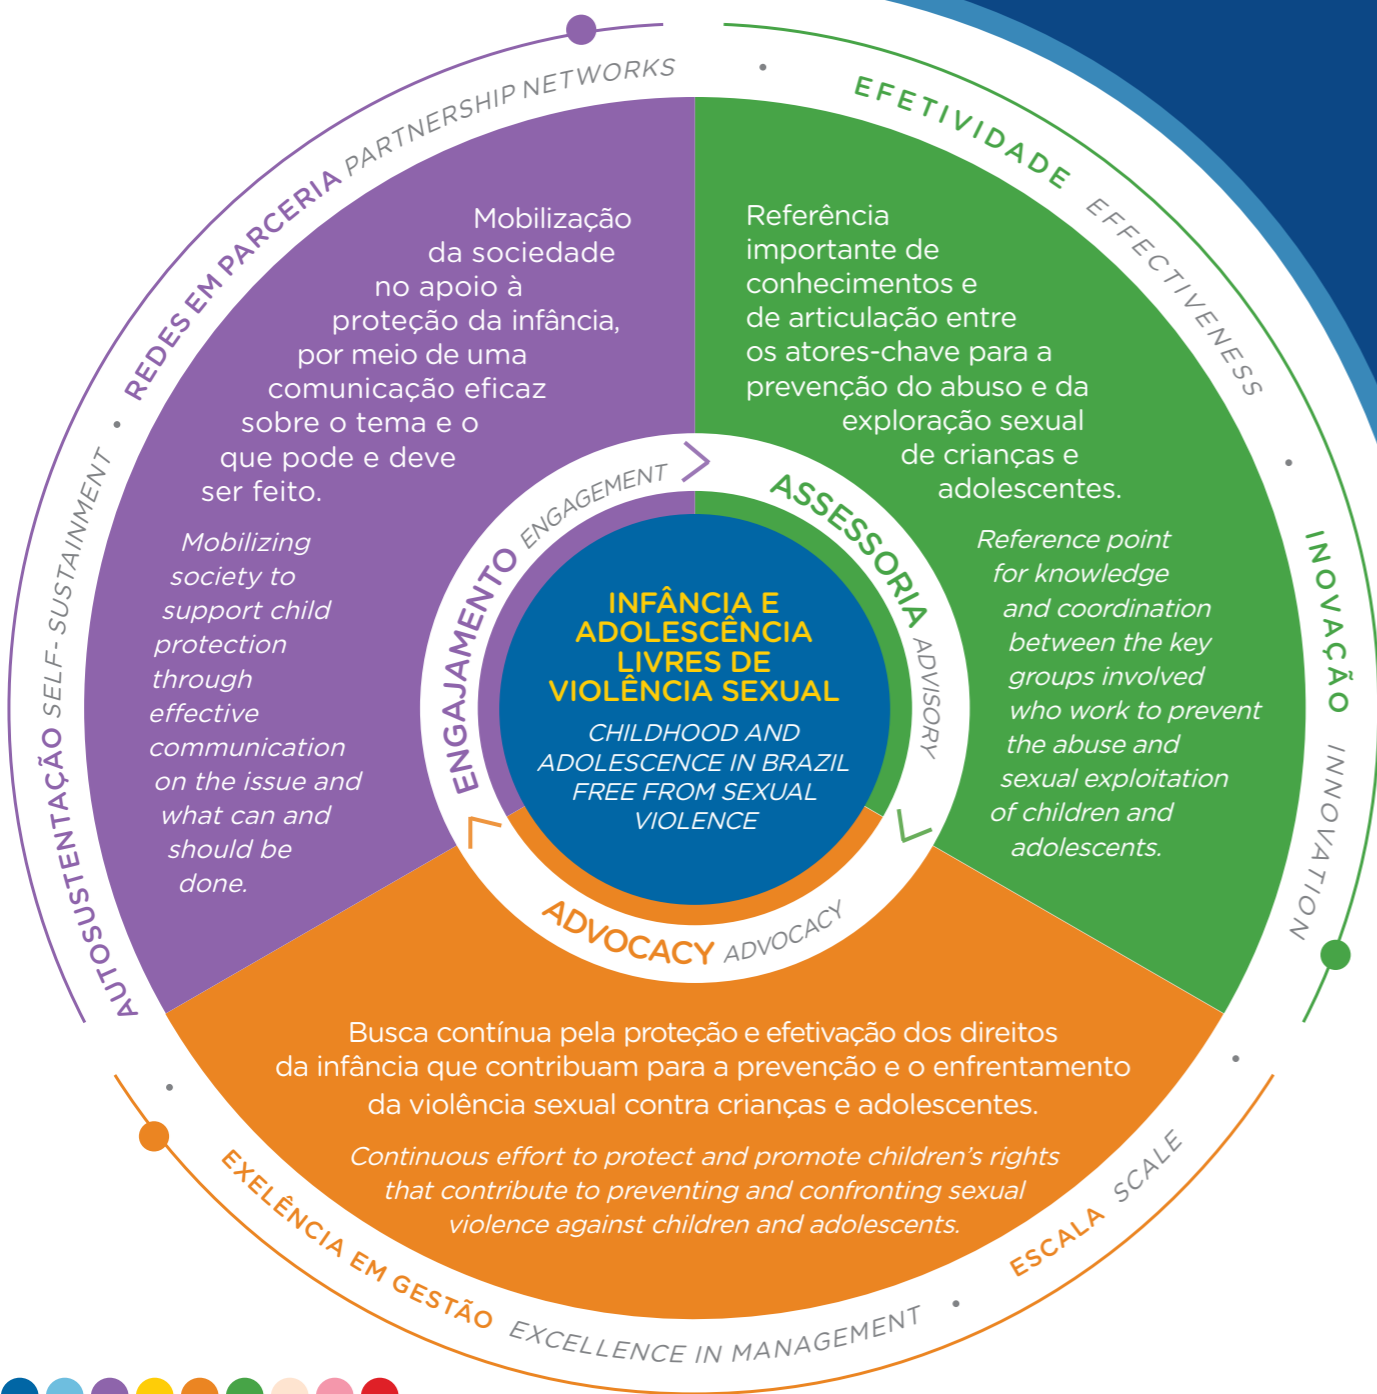 REDES EM PARCERIA PARTNERSHIP NETWORKS
EFETIVIDADE EFFECTIVENESS
INOVAÇÃO INNOVATION
ESCALA SCALE
EXELÊNCIA EM GESTÃO EXCELLENCE IN MANAGEMENT
AUTOSUSTENTAÇÃO SELF-SUSTAINMENT
Mobilização
da sociedade
no apoio à
proteção da infância,
por meio de uma
comunicação eficaz
sobre o tema e o
que pode e deve
ser feito.
Mobilizing
society to
support child
protection
through
effective
communication
on the issue and
what can and
should be
done.
Referência
importante de
conhecimentos e
de articulação entre
os atores-chave para a
prevenção do abuso e da
exploração sexual
de crianças e
adolescentes.
Reference point
for knowledge
and coordination
between the key
groups involved
who work to prevent
the abuse and
sexual exploitation
of children and
adolescents.
ENGAJAMENTO ENGAGEMENT
ASSESSORIA ADVISORY
ADVOCACY ADVOCACY
INFÂNCIA E
ADOLESCÊNCIA
LIVRES DE
VIOLÊNCIA SEXUAL
CHILDHOOD AND
ADOLESCENCE IN BRAZIL
FREE FROM SEXUAL
VIOLENCE
Busca contínua pela proteção e efetivação dos direitos
da infância que contribuam para a prevenção e o enfrentamento
da violência sexual contra crianças e adolescentes.
Continuous effort to protect and promote children's rights
that contribute to preventing and confronting sexual
violence against children and adolescents.